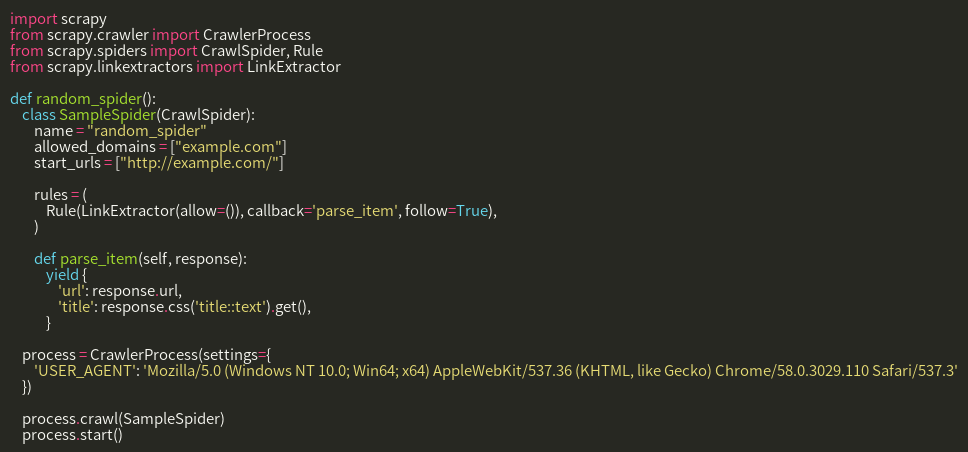 import scrapy
from scrapy.crawler import CrawlerProcess
from scrapy.spiders import CrawlSpider, Rule
from scrapy.linkextractors import LinkExtractor

def random_spider():
    class SampleSpider(CrawlSpider):
        name = "random_spider"
        allowed_domains = ["example.com"]
        start_urls = ["http://example.com/"]

        rules = (
            Rule(LinkExtractor(allow=()), callback='parse_item', follow=True),
        )

        def parse_item(self, response):
            yield {
                'url': response.url,
                'title': response.css('title::text').get(),
            }

    process = CrawlerProcess(settings={
        'USER_AGENT': 'Mozilla/5.0 (Windows NT 10.0; Win64; x64) AppleWebKit/537.36 (KHTML, like Gecko) Chrome/58.0.3029.110 Safari/537.3'
    })

    process.crawl(SampleSpider)
    process.start()